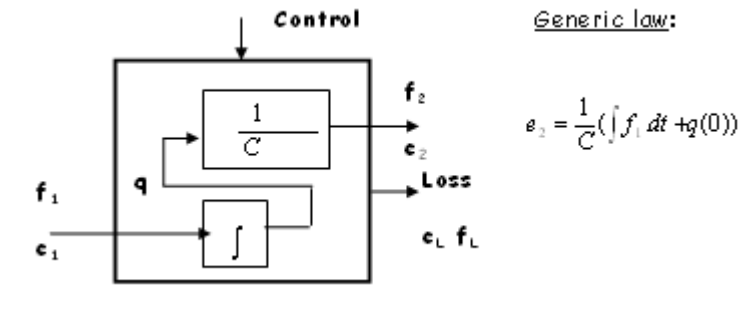 Control
Generic law:
1
C
f₂
e₂
e₂ = 1/C (∫ f₁ dt + q(0))
q
Loss
f₁
∫
e₁
e_L f_L